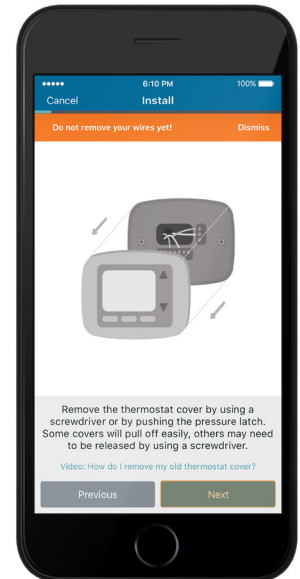 6:10 PM
100%
Cancel
Install
Do not remove your wires yet!
Dismiss
Remove the thermostat cover by using a
screwdriver or by pushing the pressure latch.
Some covers will pull off easily, others may need
to be released by using a screwdriver.
Video: How do I remove my old thermostat cover?
Previous
Next